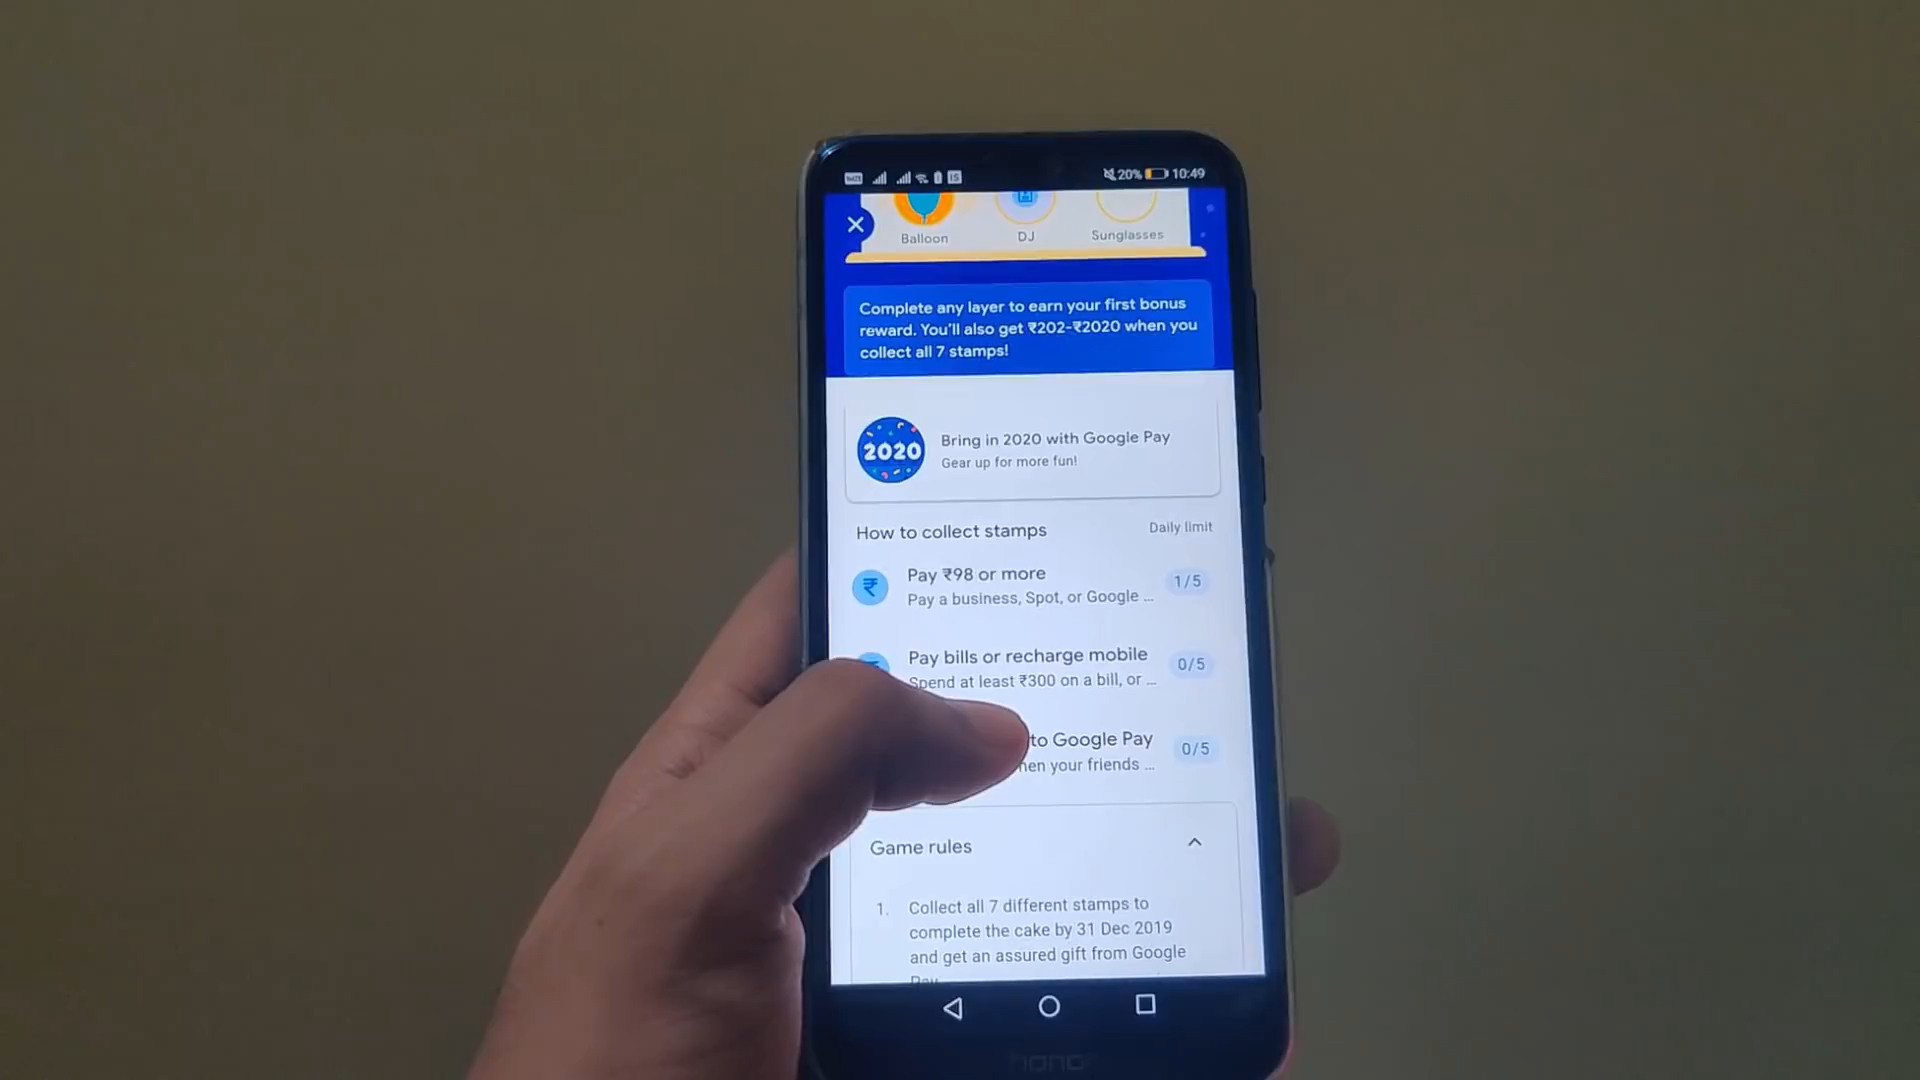 20% 10:49
Balloon DJ Sunglasses
Complete any layer to earn your first bonus
reward. You'll also get ₹202-₹2020 when you
collect all 7 stamps!
2020
Bring in 2020 with Google Pay
Gear up for more fun!
How to collect stamps Daily limit
Pay ₹98 or more 1/5
Pay a business, Spot, or Google ...
Pay bills or recharge mobile 0/5
Spend at least ₹300 on a bill, or ...
to Google Pay 0/5
your friends ...
Game rules
1. Collect all 7 different stamps to
complete the cake by 31 Dec 2019
and get an assured gift from Google
honor